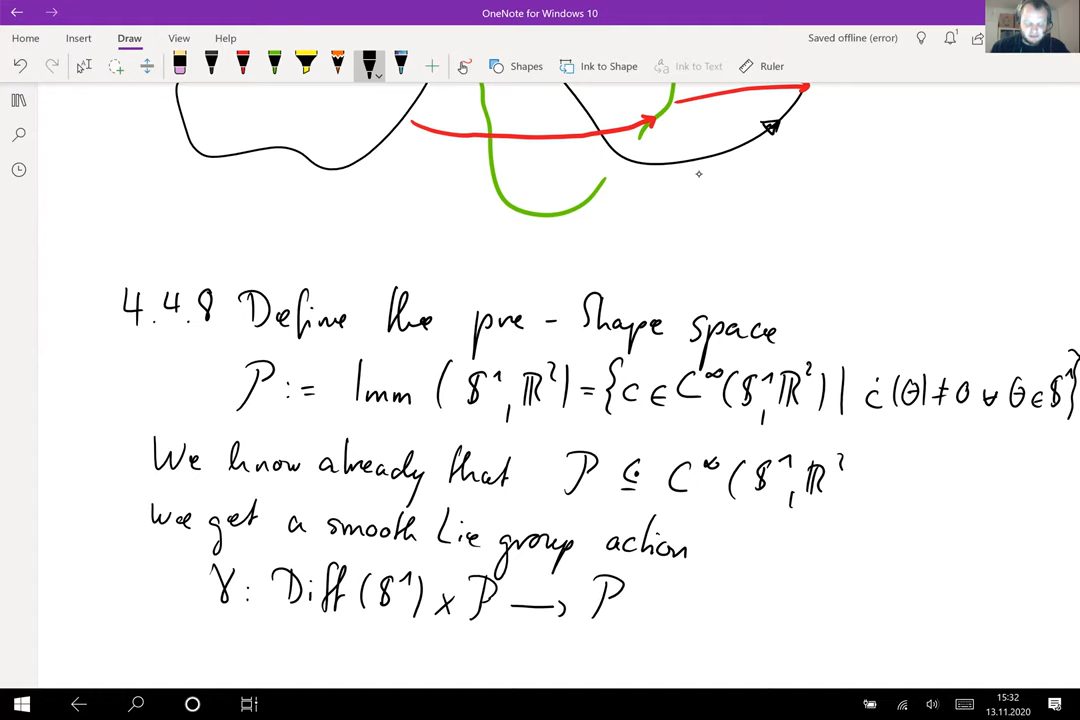 OneNote for Windows 10
Home Insert Draw View Help Saved offline (error)
Shapes Ink to Shape Ink to Text Ruler
4.4.8 Define the pre-Shape space
P := Imm (S¹, R²) = {c ∈ C^∞(S¹, R²) | ċ(θ) ≠ 0 ∀ θ ∈ S¹}
We know already that P ⊆ C^∞(S¹, R²
we get a smooth Lie group action
γ: Diff(S¹) × P → P
15:32
13.11.2020